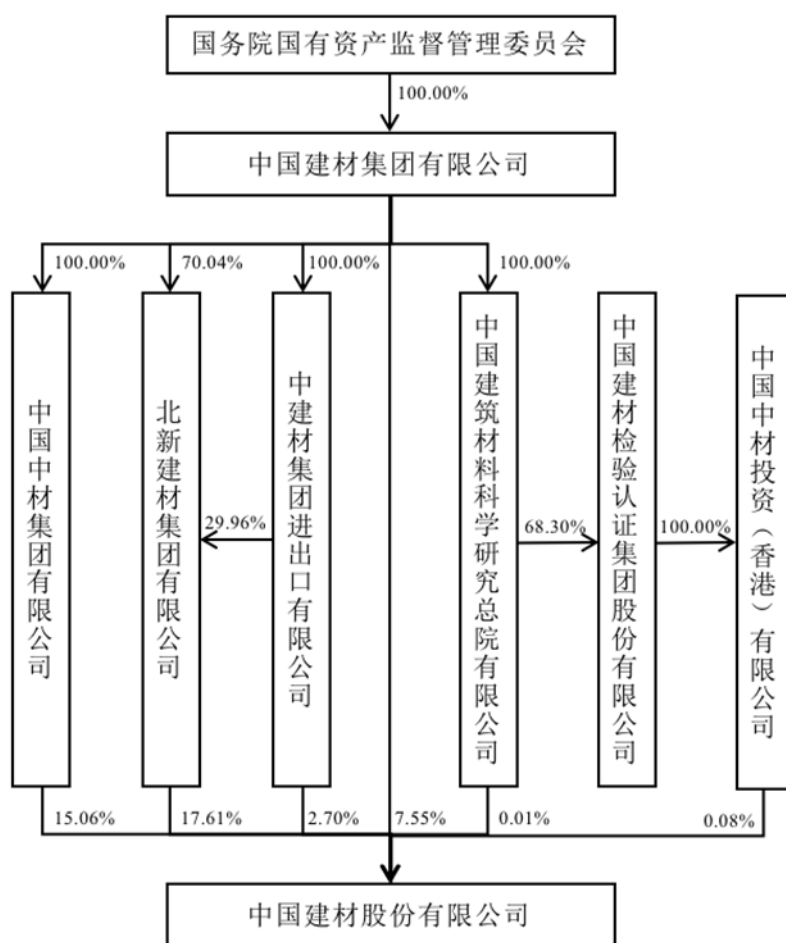 国务院国有资产监督管理委员会
100.00%
中国建材集团有限公司
100.00%
70.04%
100.00%
100.00%
中国中材集团有限公司
北新建材集团有限公司
中建材集团进出口有限公司
中国建筑材料科学研究总院有限公司
中国建材检验认证集团股份有限公司
中国中材投资（香港）有限公司
29.96%
68.30%
100.00%
15.06%
17.61%
2.70%
7.55%
0.01%
0.08%
中国建材股份有限公司